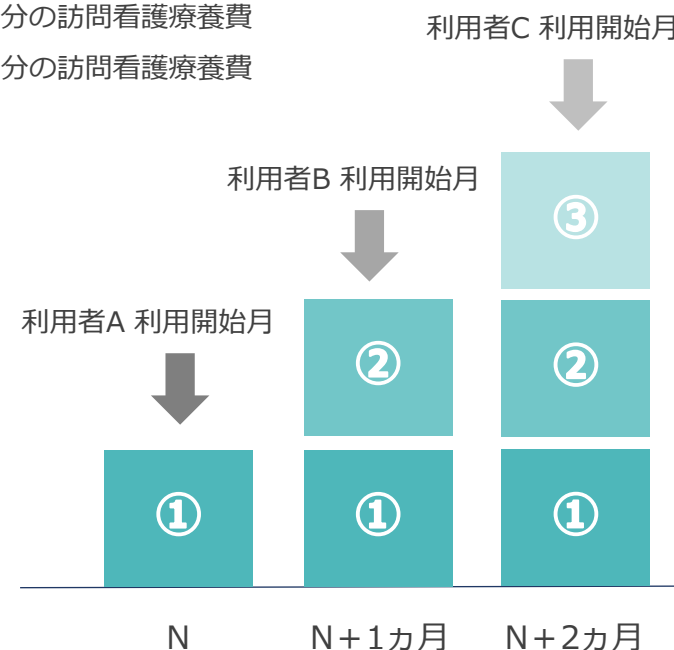 分の訪問看護療養費
分の訪問看護療養費
利用者C 利用開始月
利用者B 利用開始月
利用者A 利用開始月
③
② ②
① ① ①
N N+1ヵ月 N+2ヵ月